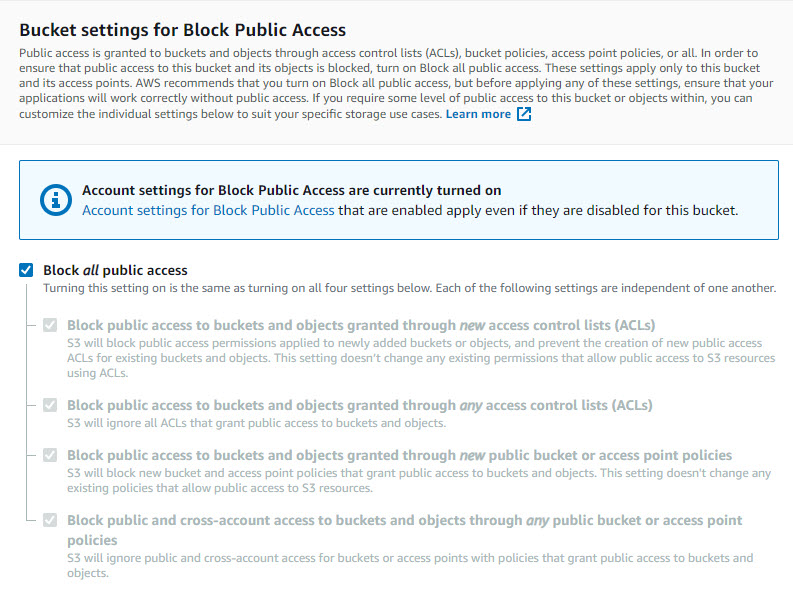 Bucket settings for Block Public Access
Public access is granted to buckets and objects through access control lists (ACLs), bucket policies, access point policies, or all. In order to
ensure that public access to this bucket and its objects is blocked, turn on Block all public access. These settings apply only to this bucket
and its access points. AWS recommends that you turn on Block all public access, but before applying any of these settings, ensure that your
applications will work correctly without public access. If you require some level of public access to this bucket or objects within, you can
customize the individual settings below to suit your specific storage use cases. Learn more
Account settings for Block Public Access are currently turned on
Account settings for Block Public Access that are enabled apply even if they are disabled for this bucket.
Block all public access
Turning this setting on is the same as turning on all four settings below. Each of the following settings are independent of one another.
Block public access to buckets and objects granted through new access control lists (ACLs)
S3 will block public access permissions applied to newly added buckets or objects, and prevent the creation of new public access
ACLs for existing buckets and objects. This setting doesn't change any existing permissions that allow public access to S3 resources
using ACLs.
Block public access to buckets and objects granted through any access control lists (ACLs)
S3 will ignore all ACLs that grant public access to buckets and objects.
Block public access to buckets and objects granted through new public bucket or access point policies
S3 will block new bucket and access point policies that grant public access to buckets and objects. This setting doesn't change any
existing policies that allow public access to S3 resources.
Block public and cross-account access to buckets and objects through any public bucket or access point
policies
S3 will ignore public and cross-account access for buckets or access points with policies that grant public access to buckets and
objects.